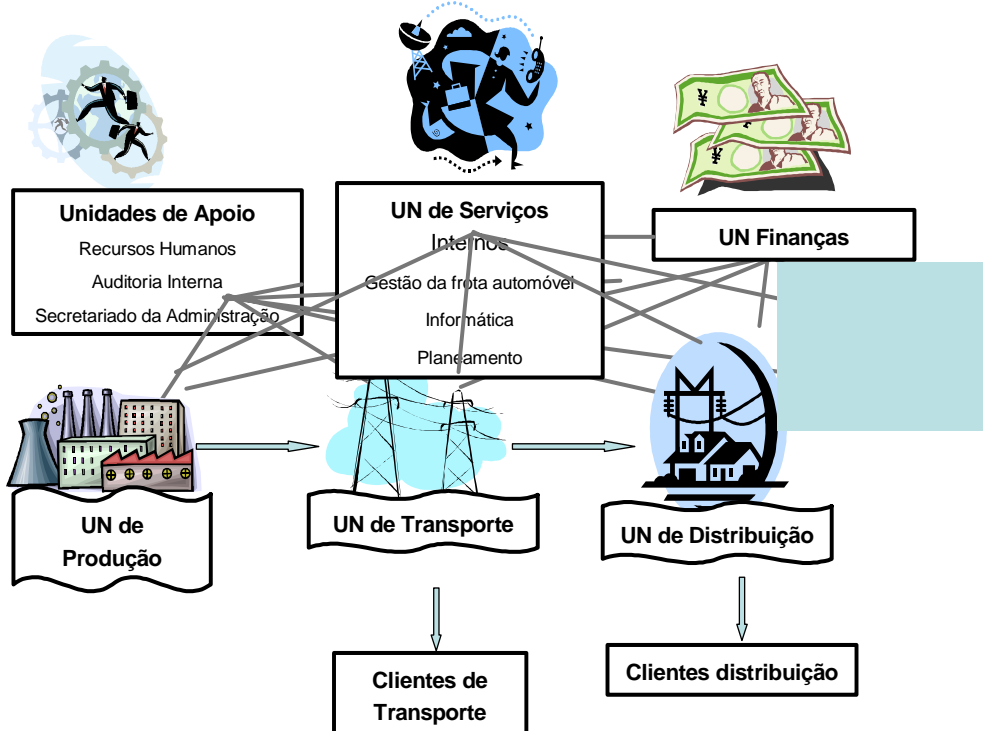 Unidades de Apoio
Recursos Humanos
Auditoria Interna
Secretariado da Administração
UN de Serviços
Internos
Gestão da frota automóvel
Informática
Planeamento
UN Finanças
UN de
Produção
UN de Transporte
UN de Distribuição
Clientes de
Transporte
Clientes distribuição